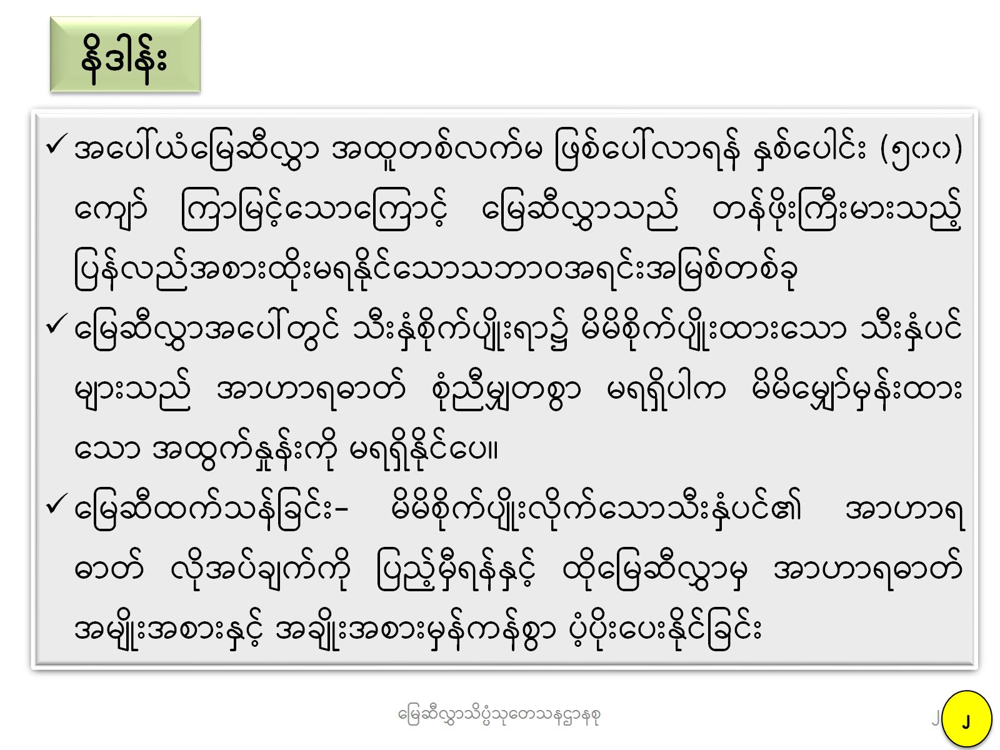 နိဒါန်း
✓ အပေါ်ယံမြေဆီလွှာ အထူတစ်လက်မ ဖြစ်ပေါ်လာရန် နှစ်ပေါင်း (၅၀၀)
ကျော် ကြာမြင့်သောကြောင့် မြေဆီလွှာသည် တန်ဖိုးကြီးမားသည့်
ပြန်လည်အစားထိုးမရနိုင်သောသဘာဝအရင်းအမြစ်တစ်ခု
✓ မြေဆီလွှာအပေါ်တွင် သီးနှံစိုက်ပျိုးရာ၌ မိမိစိုက်ပျိုးထားသော သီးနှံပင်
များသည် အာဟာရဓာတ် စုံညီမျှတစွာ မရရှိပါက မိမိမျှော်မှန်းထား
သော အထွက်နှုန်းကို မရရှိနိုင်ပေ။
✓ မြေဆီထက်သန်ခြင်း- မိမိစိုက်ပျိုးလိုက်သောသီးနှံပင်၏ အာဟာရ
ဓာတ် လိုအပ်ချက်ကို ပြည့်မှီရန်နှင့် ထိုမြေဆီလွှာမှ အာဟာရဓာတ်
အမျိုးအစားနှင့် အချိုးအစားမှန်ကန်စွာ ပံ့ပိုးပေးနိုင်ခြင်း
မြေဆီလွှာသိပ္ပံသုတေသနဌာနစု
၂
၂